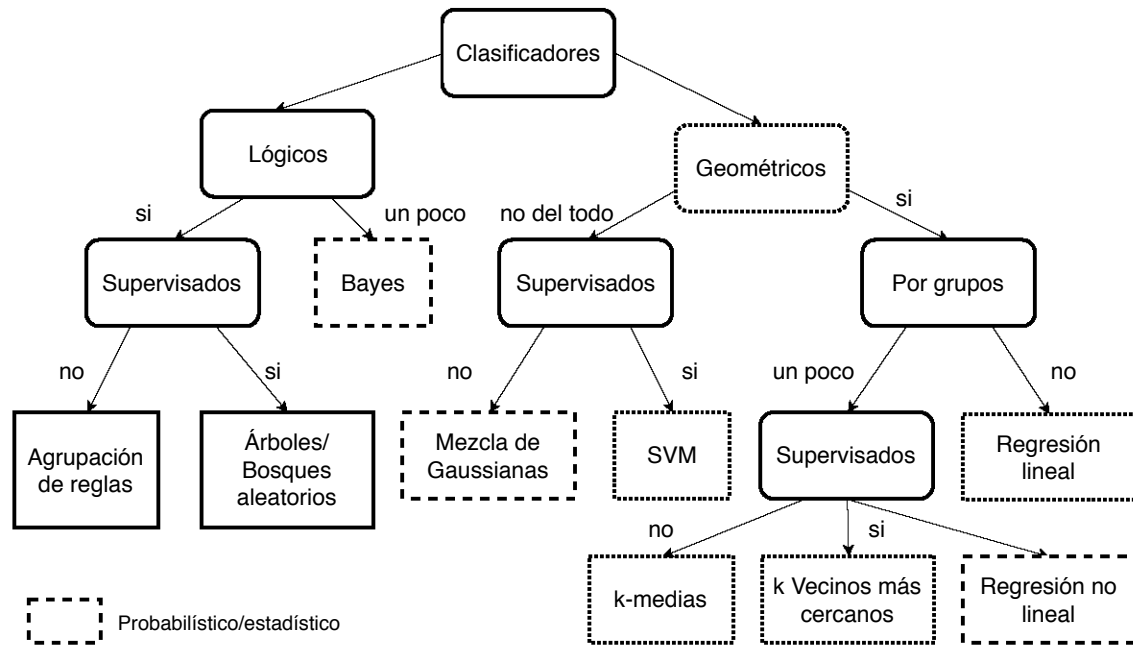 Clasificadores
Lógicos
Geométricos
si
un poco
no del todo
si
Supervisados
Bayes
Supervisados
Por grupos
no
si
no
si
un poco
no
Agrupación
de reglas
Árboles/
Bosques
aleatorios
Mezcla de
Gaussianas
SVM
Supervisados
Regresión
lineal
no
si
k-medias
k Vecinos más
cercanos
Regresión no
lineal
Probabilístico/estadístico